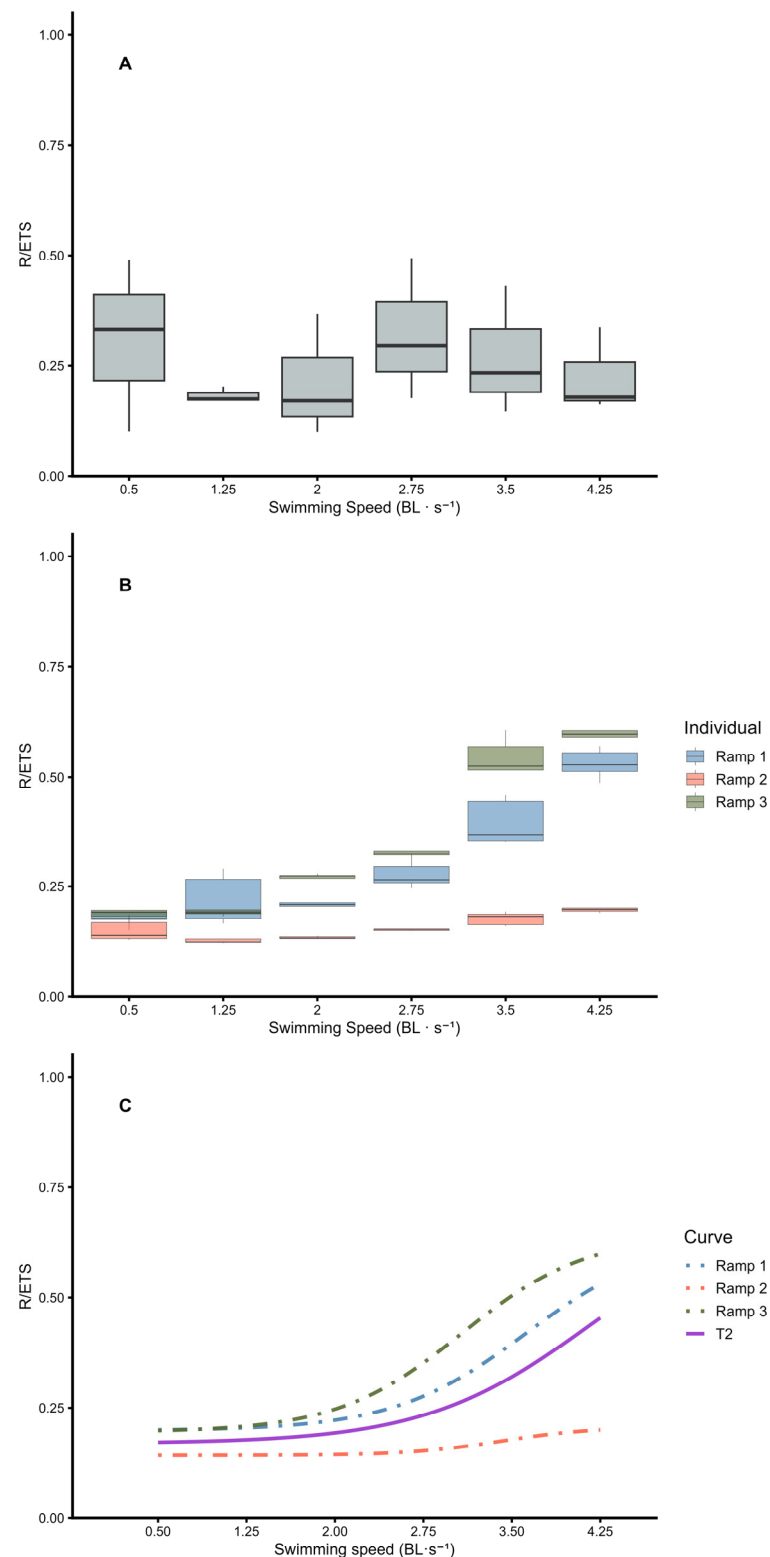 1.00
A
0.75
R/ETS
0.50
0.25
0.00
0.5 1.25 2 2.75 3.5 4.25
Swimming Speed (BL · s⁻¹)
1.00
B
0.75
R/ETS
0.50
0.25
0.00
0.5 1.25 2 2.75 3.5 4.25
Swimming Speed (BL · s⁻¹)
Individual
Ramp 1
Ramp 2
Ramp 3
1.00
C
0.75
R/ETS
0.50
0.25
0.00
0.50 1.25 2.00 2.75 3.50 4.25
Swimming speed (BL·s⁻¹)
Curve
Ramp 1
Ramp 2
Ramp 3
T2